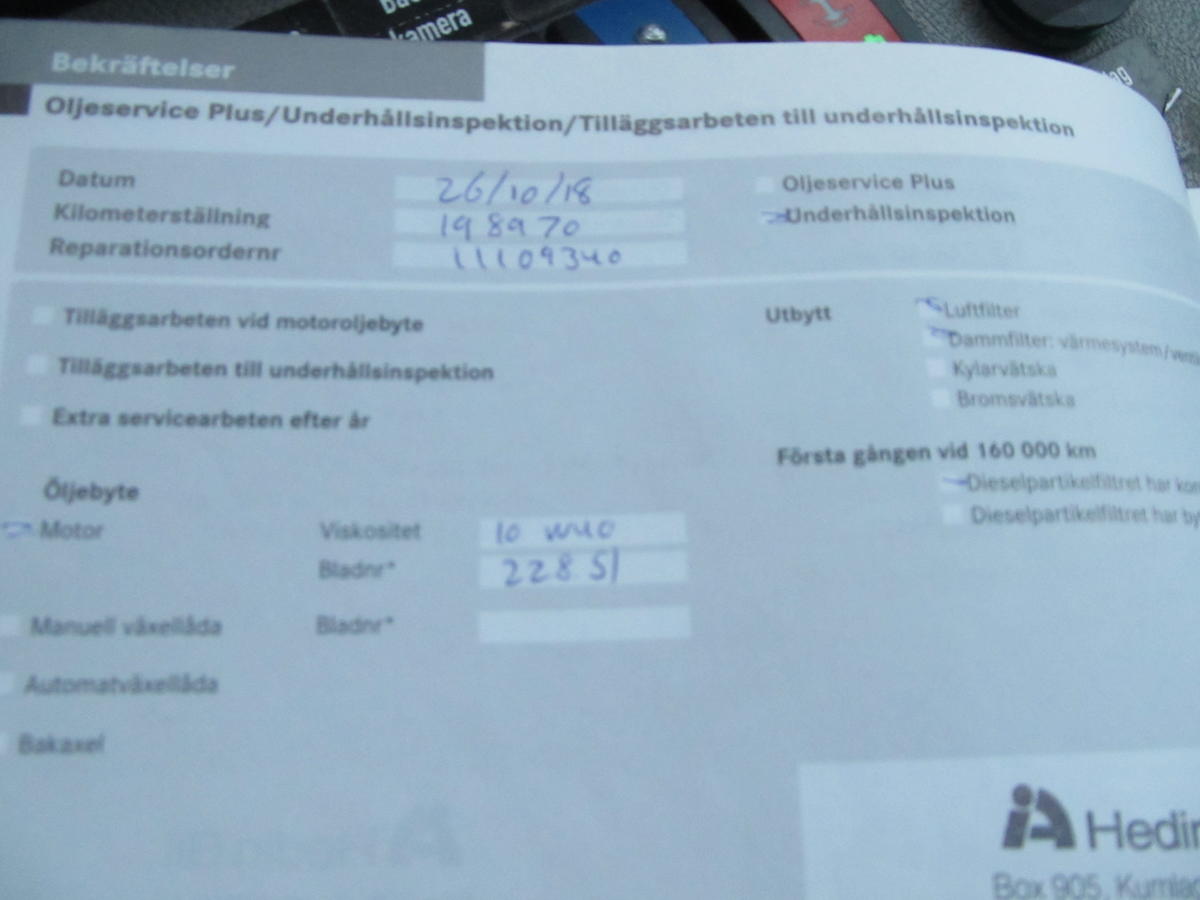 kamera
Bekräftelser
Oljeservice Plus/Underhållsinspektion/Tilläggsarbeten till underhållsinspektion
Datum 26/10/18 Oljeservice Plus
Kilometerställning 198970 Underhållsinspektion
Reparationsordernr 11109340
Tilläggsarbeten vid motoroljebyte Utbytt Luftfilter
Dammfilter: värmesystem/
Tilläggsarbeten till underhållsinspektion Kylarvätska
Bromsvätska
Extra servicearbeten efter år
Första gången vid 160 000 km
Dieselpartikelfiltret har
Oljebyte
Dieselpartikelfiltret har
Motor Viskositet 10 W40
Bladnr* 228.51
Manuell växellåda Bladnr*
Automatväxellåda
Bakaxel
Hedin
Box 905, Kumla